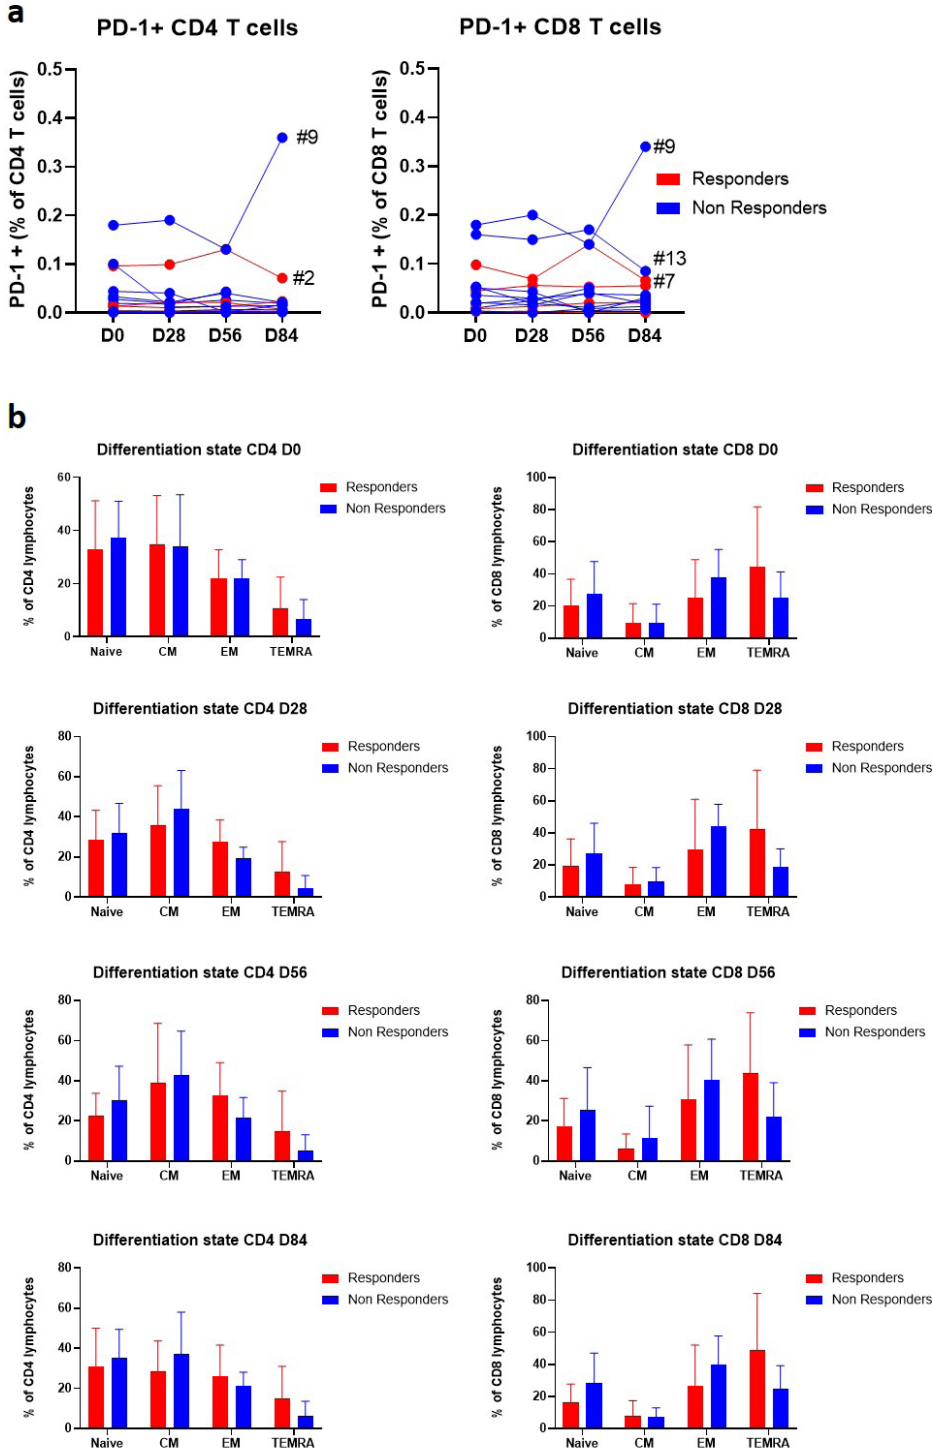 a
PD-1+ CD4 T cells
PD-1 + (% of CD4 T cells)
0.5
0.4
0.3
0.2
0.1
0.0
D0 D28 D56 D84
#9
#2
PD-1+ CD8 T cells
PD-1 + (% of CD8 T cells)
0.5
0.4
0.3
0.2
0.1
0.0
D0 D28 D56 D84
#9
#13
#7
Responders
Non Responders
b
Differentiation state CD4 D0
% of CD4 lymphocytes
60
40
20
0
Naive CM EM TEMRA
Responders
Non Responders
Differentiation state CD8 D0
% of CD8 lymphocytes
100
80
60
40
20
0
Naive CM EM TEMRA
Responders
Non Responders
Differentiation state CD4 D28
% of CD4 lymphocytes
80
60
40
20
0
Naive CM EM TEMRA
Responders
Non Responders
Differentiation state CD8 D28
% of CD8 lymphocytes
100
80
60
40
20
0
Naive CM EM TEMRA
Responders
Non Responders
Differentiation state CD4 D56
% of CD4 lymphocytes
80
60
40
20
0
Naive CM EM TEMRA
Responders
Non Responders
Differentiation state CD8 D56
% of CD8 lymphocytes
80
60
40
20
0
Naive CM EM TEMRA
Responders
Non Responders
Differentiation state CD4 D84
% of CD4 lymphocytes
80
60
40
20
0
Naive CM EM TEMRA
Responders
Non Responders
Differentiation state CD8 D84
% of CD8 lymphocytes
100
80
60
40
20
0
Naive CM EM TEMRA
Responders
Non Responders